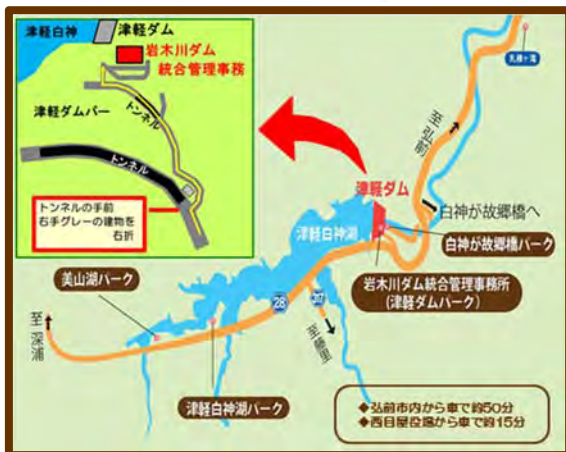 津軽白神
津軽ダム
岩木川ダム
統合管理事務
津軽ダムパー
トンネル
トンネル
トンネルの手前
右手グレーの建物を
右折
至 弘前
津軽ダム
白神が故郷橋へ
津軽白神湖
白神が故郷橋パーク
岩木川ダム統合管理事務所
(津軽ダムパーク)
美山湖パーク
28
317
至 藤里
至 深浦
津軽白神湖パーク
◆弘前市内から車で約50分
◆西目屋役場から車で約15分